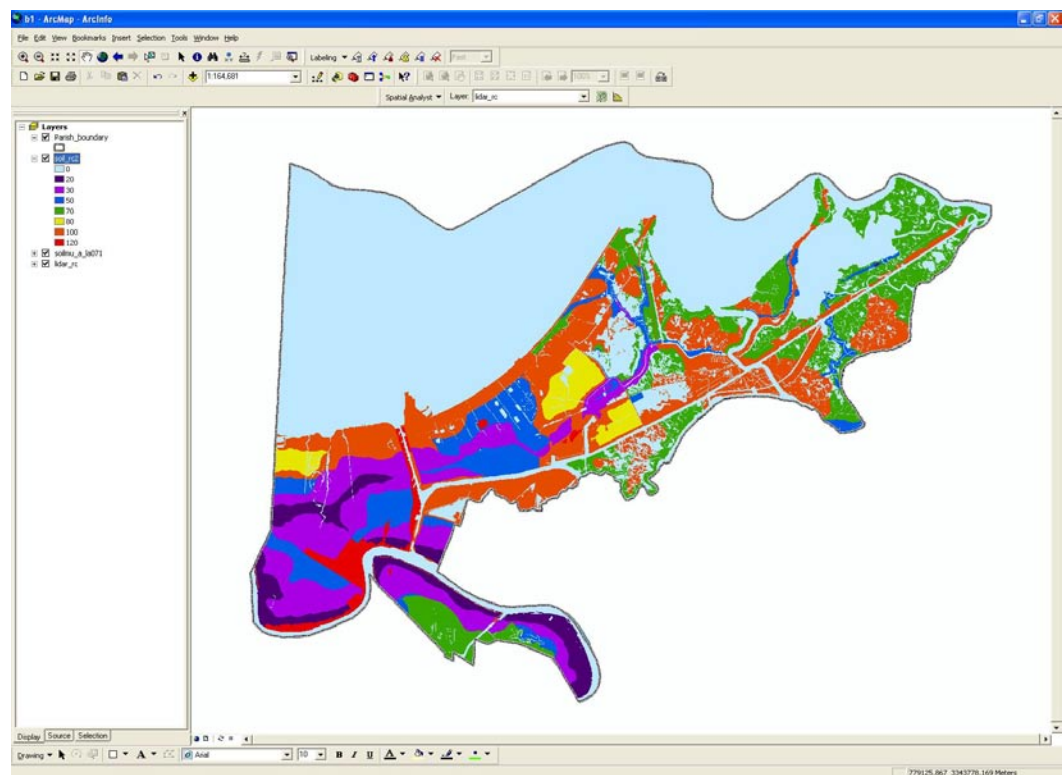 b1 - ArcMap - ArcInfo
File Edit View Bookmarks Insert Selection Tools Window Help
Labeling Fast
1:164,681 100%
Spatial Analyst Layer: lidar_rc
Layers
Parish_boundary
soil_rc2
0
20
30
50
70
80
100
120
soilmu_a_la071
lidar_rc
Display Source Selection
Drawing A Arial 10 B I U A
779125.867 3343778.169 Meters